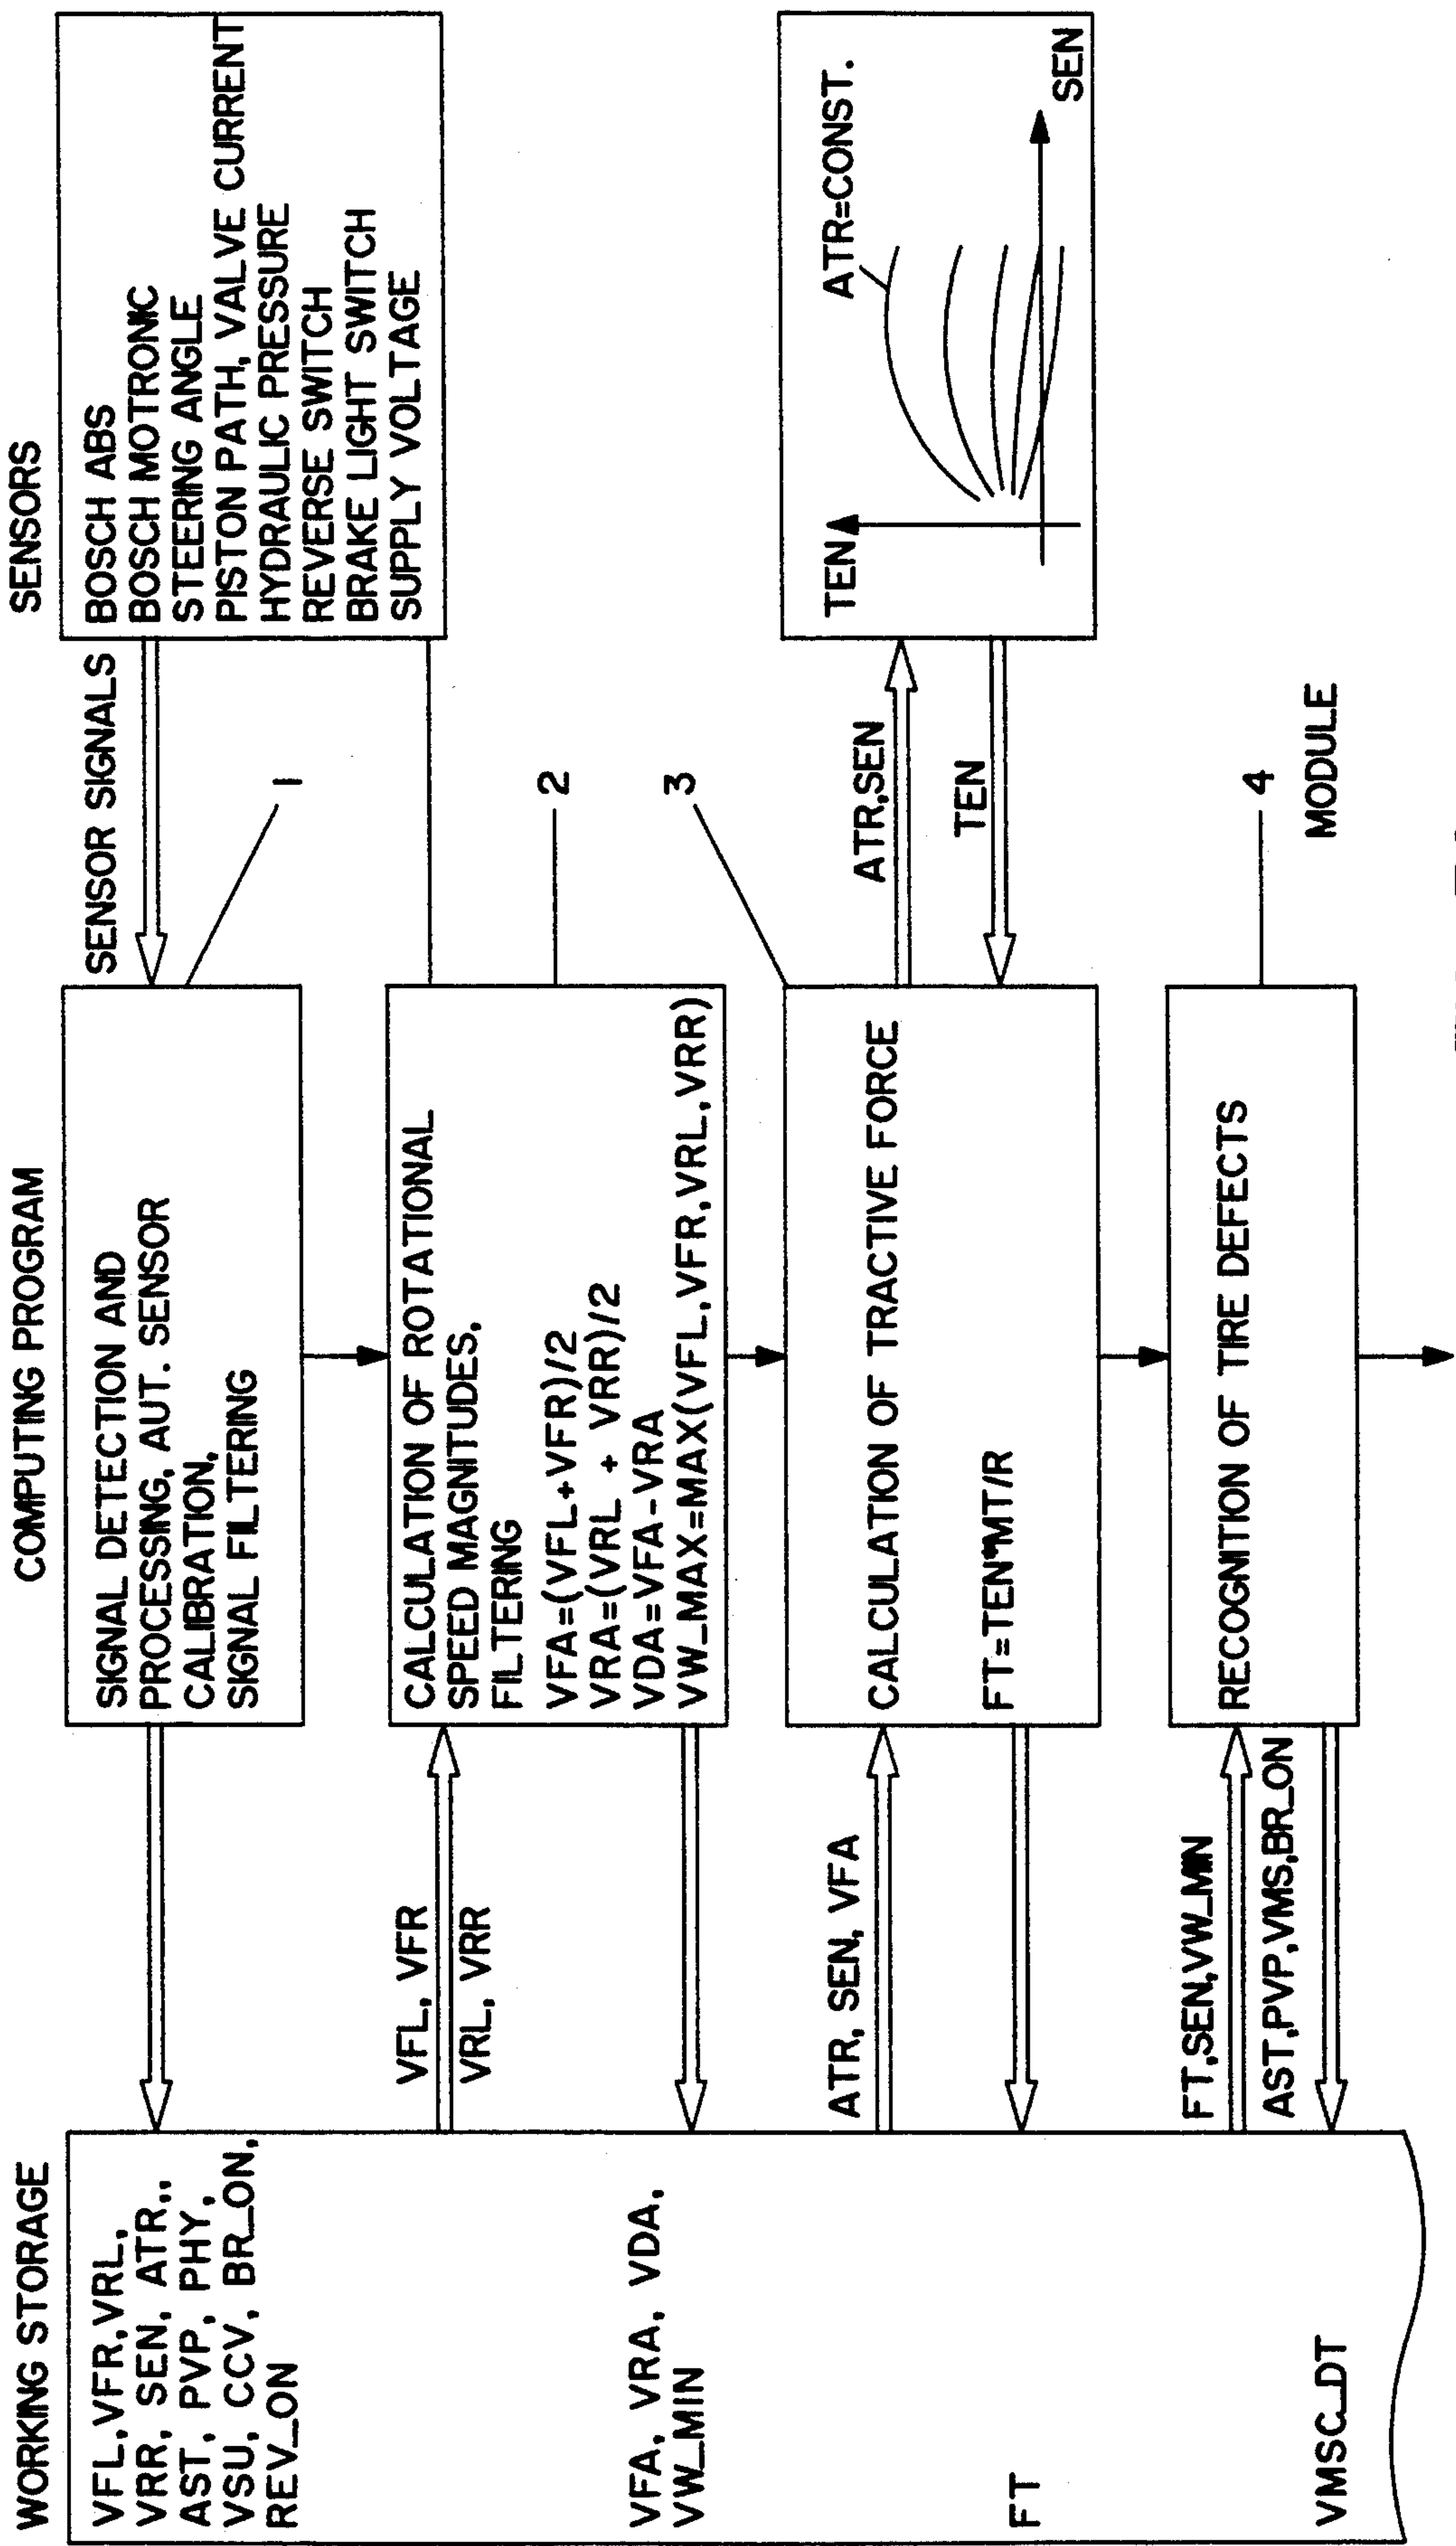 WORKING STORAGE
VFL, VFR, VRL,
VRR, SEN, ATR,,
AST, PVP, PHY,
VSU, CCV, BR_ON,
REV_ON
VFA, VRA, VDA,
VW_MIN
FT
VMSC_DT
VFL, VFR
VRL, VRR
ATR, SEN, VFA
FT,SEN,VW_MIN
AST,PVP,VMS,BR_ON
COMPUTING PROGRAM
SIGNAL DETECTION AND
PROCESSING, AUT. SENSOR
CALIBRATION,
SIGNAL FILTERING
CALCULATION OF ROTATIONAL
SPEED MAGNITUDES,
FILTERING
VFA=(VFL+VFR)/2
VRA=(VRL + VRR)/2
VDA=VFA-VRA
VW_MAX=MAX(VFL,VFR,VRL,VRR)
CALCULATION OF TRACTIVE FORCE
FT=TEN*MT/R
RECOGNITION OF TIRE DEFECTS
SENSOR SIGNALS
1
2
3
ATR,SEN
TEN
4
MODULE
SENSORS
BOSCH ABS
BOSCH MOTRONIC
STEERING ANGLE
PISTON PATH, VALVE CURRENT
HYDRAULIC PRESSURE
REVERSE SWITCH
BRAKE LIGHT SWITCH
SUPPLY VOLTAGE
TEN
ATR=CONST.
SEN